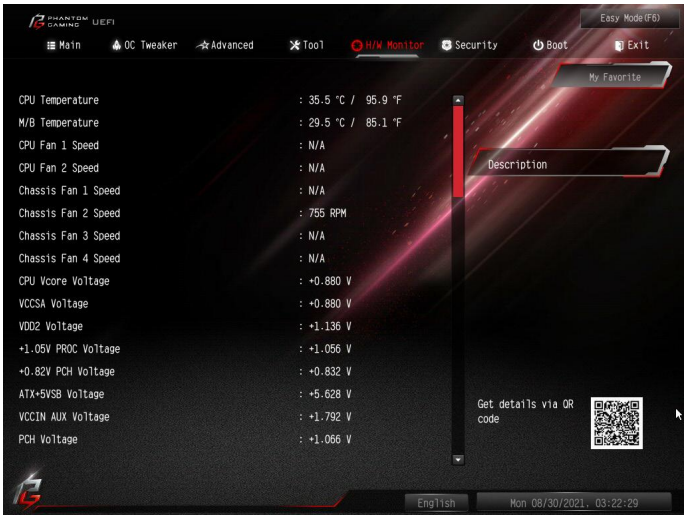 PHANTOM
GAMING UEFI
Easy Mode(F6)
Main OC Tweaker Advanced Tool H/W Monitor Security Boot Exit
My Favorite
CPU Temperature : 35.5 °C / 95.9 °F
M/B Temperature : 29.5 °C / 85.1 °F
CPU Fan 1 Speed : N/A
CPU Fan 2 Speed : N/A
Description
Chassis Fan 1 Speed : N/A
Chassis Fan 2 Speed : 755 RPM
Chassis Fan 3 Speed : N/A
Chassis Fan 4 Speed : N/A
CPU Vcore Voltage : +0.880 V
VCCSA Voltage : +0.880 V
VDD2 Voltage : +1.136 V
+1.05V PROC Voltage : +1.056 V
+0.82V PCH Voltage : +0.832 V
ATX+5VSB Voltage : +5.628 V
VCCIN AUX Voltage : +1.792 V
PCH Voltage : +1.066 V
Get details via QR
code
English Mon 08/30/2021. 03:22:29